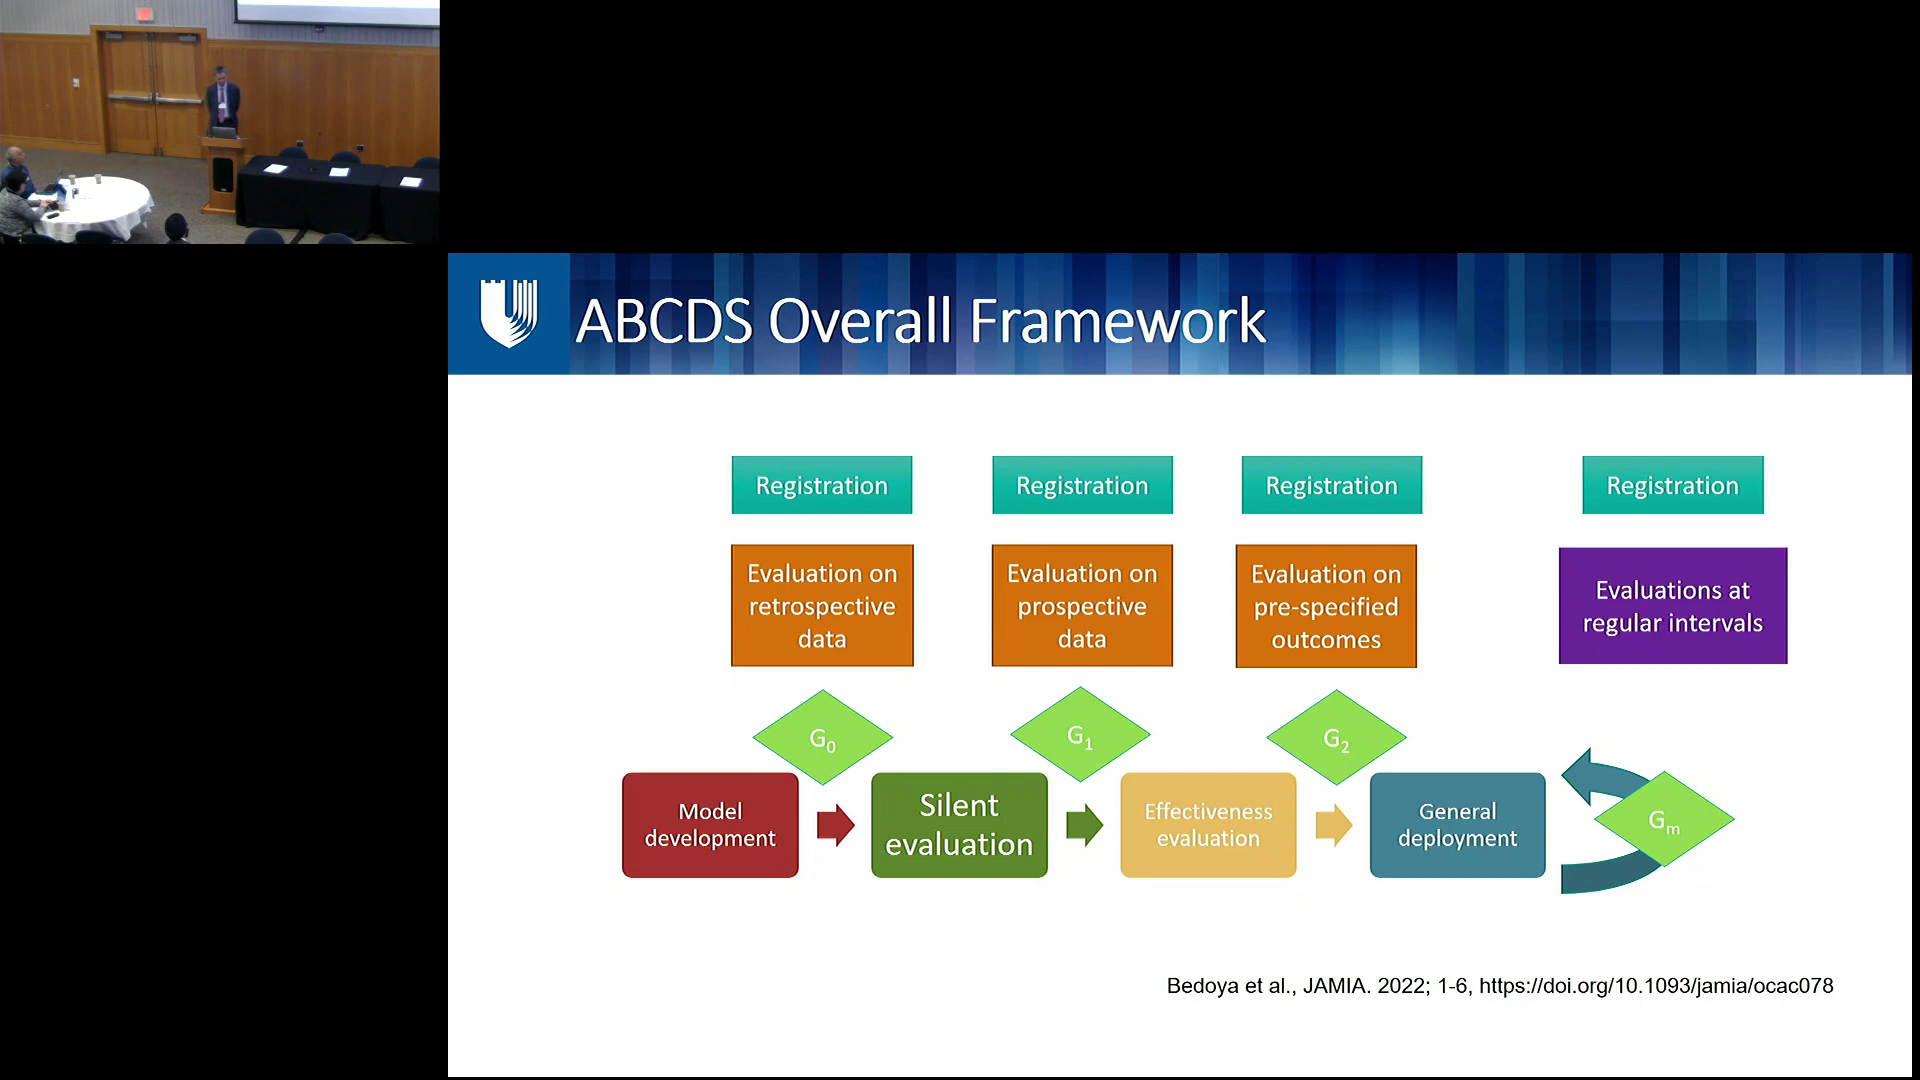 ABCDS Overall Framework
Registration
Registration
Registration
Registration
Evaluation on
retrospective
data
Evaluation on
prospective
data
Evaluation on
pre-specified
outcomes
Evaluations at
regular intervals
G0
G1
G2
Gm
Model
development
Silent
evaluation
Effectiveness
evaluation
General
deployment
Bedoya et al., JAMIA. 2022; 1-6, https://doi.org/10.1093/jamia/ocac078